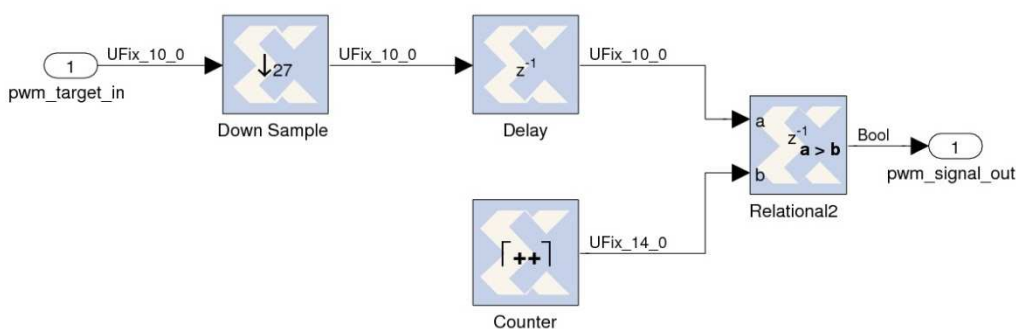 1
pwm_target_in
UFix_10_0
↓27
Down Sample
UFix_10_0
z⁻¹
Delay
UFix_10_0
a
b
z⁻¹
a > b
Relational2
Bool
1
pwm_signal_out
⌈++⌉
Counter
UFix_14_0